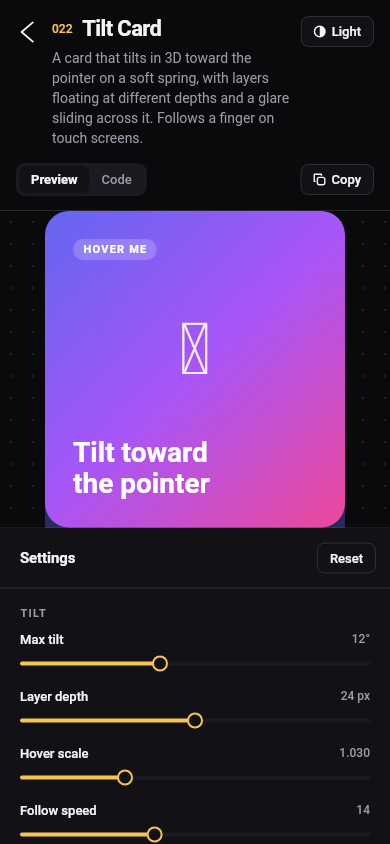 022 Tilt Card
Light
A card that tilts in 3D toward the
pointer on a soft spring, with layers
floating at different depths and a glare
sliding across it. Follows a finger on
touch screens.
Preview Code
Copy
HOVER ME
Tilt toward
the pointer
Settings
Reset
TILT
Max tilt 12°
Layer depth 24 px
Hover scale 1.030
Follow speed 14